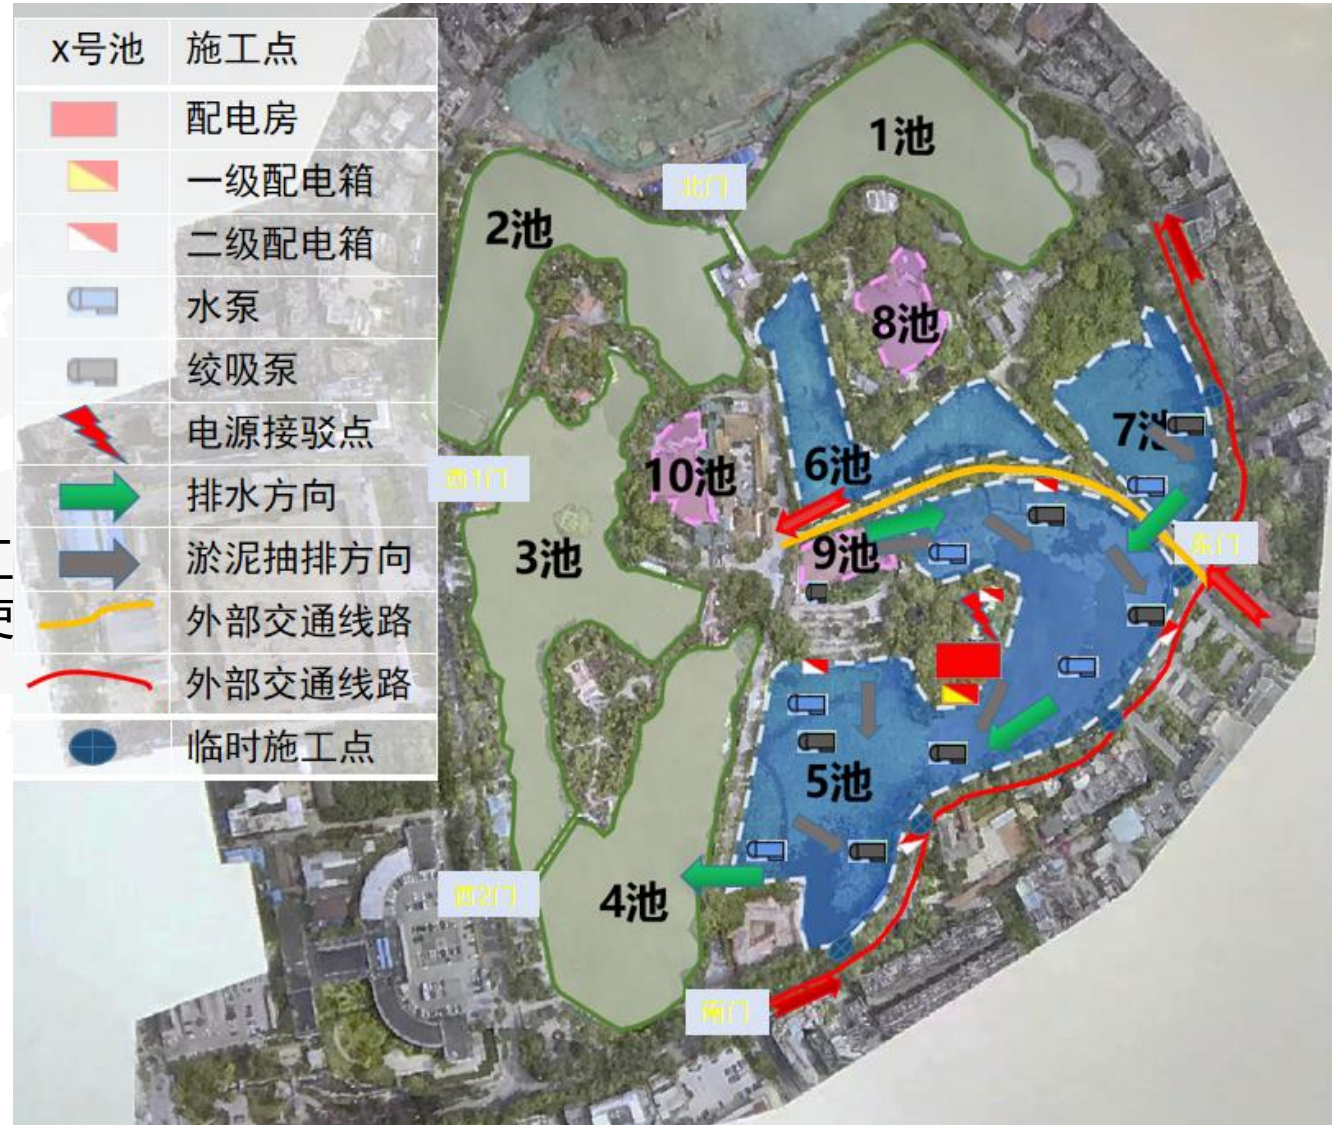 x号池 施工点
配电房
一级配电箱
二级配电箱
水泵
绞吸泵
电源接驳点
排水方向
淤泥抽排方向
外部交通线路
外部交通线路
临时施工点
1池
北门
2池
8池
7池
6池
10池
西1门
东门
3池
9池
5池
西2门
4池
南门